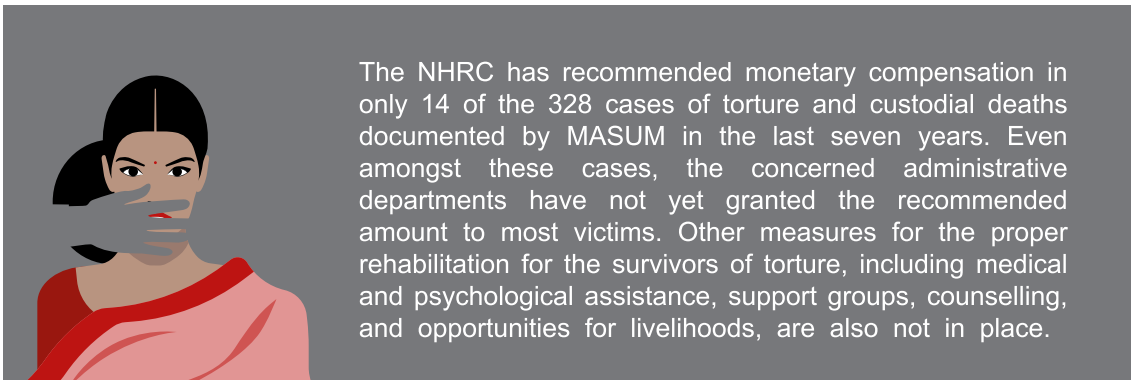 The NHRC has recommended monetary compensation in
only 14 of the 328 cases of torture and custodial deaths
documented by MASUM in the last seven years. Even
amongst these cases, the concerned administrative
departments have not yet granted the recommended
amount to most victims. Other measures for the proper
rehabilitation for the survivors of torture, including medical
and psychological assistance, support groups, counselling,
and opportunities for livelihoods, are also not in place.